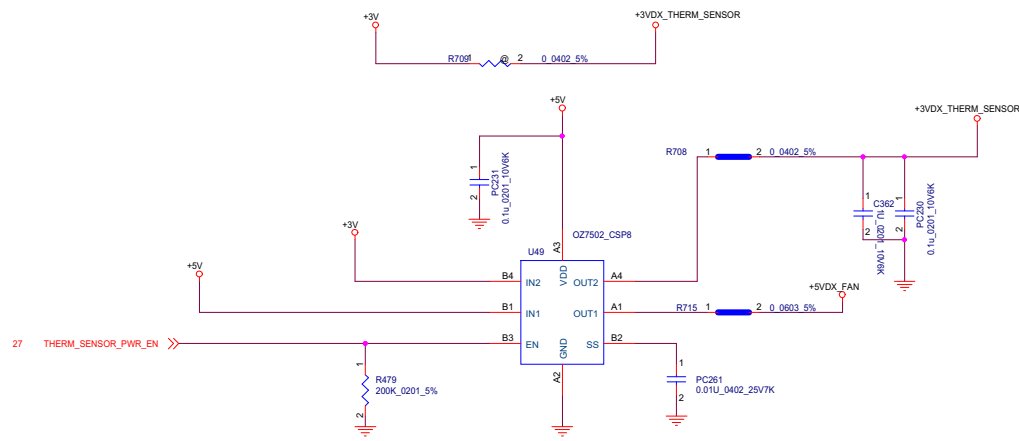 +3V
+3VDX_THERM_SENSOR
R709 1 @ 2 0_0402_5%
+5V
+3VDX_THERM_SENSOR
1
2
PC231
0.1u_0201_10V6K
R708 1 2 0_0402_5%
1
2
C362
1U_0201_10V6K
1
2
PC230
0.1u_0201_10V6K
+3V
U49
OZ7502_CSP8
A3
VDD
+5V
B4 IN2 OUT2 A4
+5VDX_FAN
B1 IN1 OUT1 A1
R715 1 2 0_0603_5%
27 THERM_SENSOR_PWR_EN
B3 EN SS B2
GND
A2
1
2
R479
200K_0201_5%
1
2
PC261
0.01U_0402_25V7K